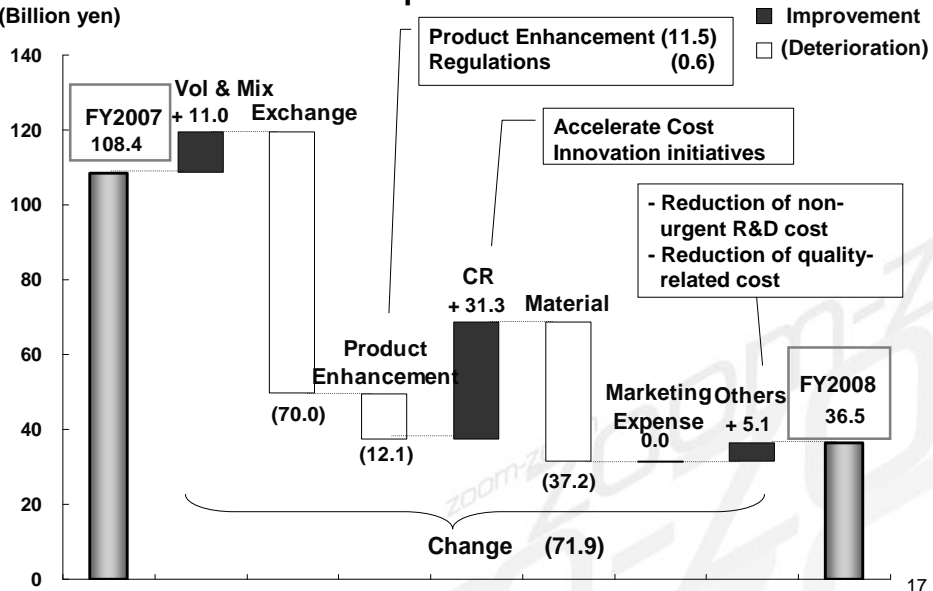 (Billion yen)
Improvement
(Deterioration)
Product Enhancement (11.5)
Regulations (0.6)
140
120
100
80
60
40
20
0
FY2007
108.4
Vol & Mix
+ 11.0
Exchange
(70.0)
Product
Enhancement
(12.1)
Accelerate Cost
Innovation initiatives
CR
+ 31.3
Material
(37.2)
- Reduction of non-
urgent R&D cost
- Reduction of quality-
related cost
Marketing
Expense
0.0
Others
+ 5.1
FY2008
36.5
Change (71.9)
zoom-zoom
17